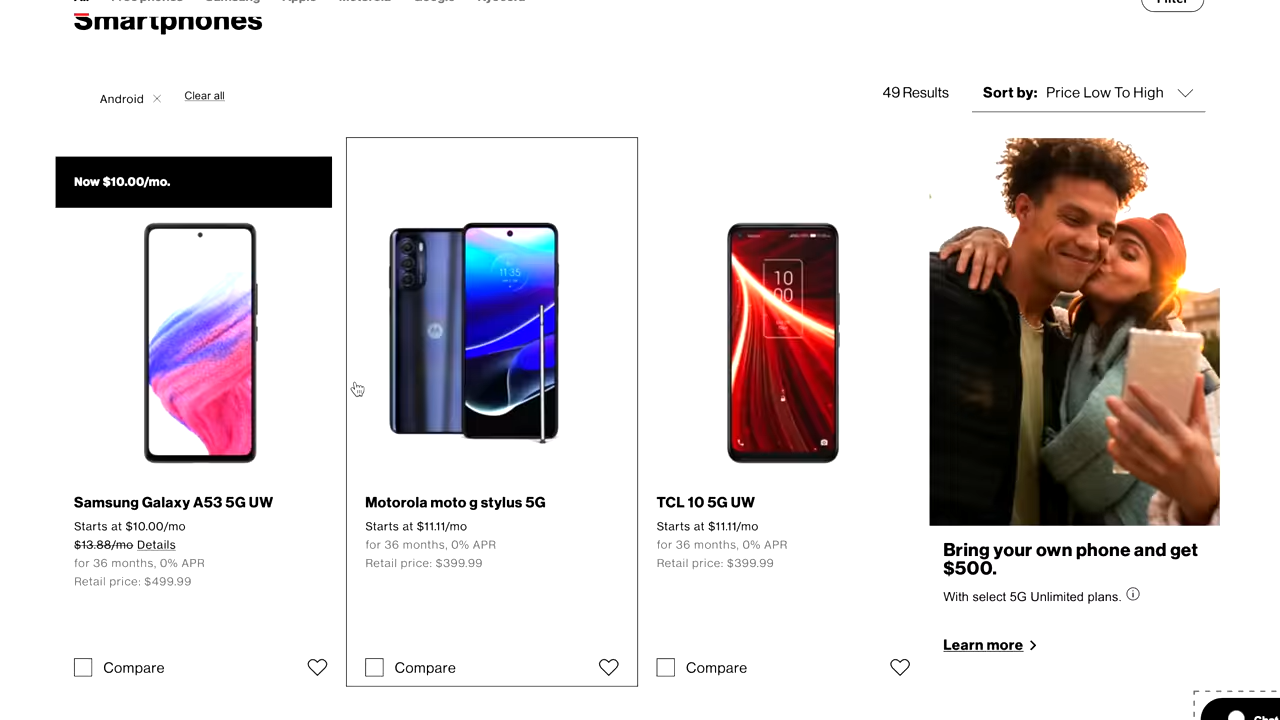 All Free phones Samsung Apple Motorola Google Kyocera
Filter
Smartphones
Android
Clear all
49 Results
Sort by: Price Low To High
Now $10.00/mo.
11:35
10
00
Samsung Galaxy A53 5G UW
Starts at $10.00/mo
$13.88/mo Details
for 36 months, 0% APR
Retail price: $499.99
Compare
Motorola moto g stylus 5G
Starts at $11.11/mo
for 36 months, 0% APR
Retail price: $399.99
Compare
TCL 10 5G UW
Starts at $11.11/mo
for 36 months, 0% APR
Retail price: $399.99
Compare
Bring your own phone and get
$500.
With select 5G Unlimited plans.
Learn more
Chat